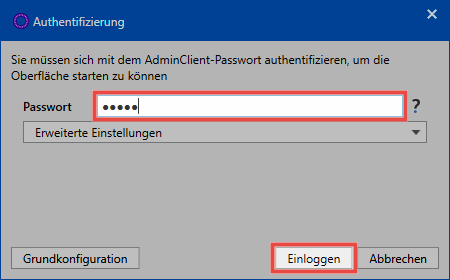 Authentifizierung
Sie müssen sich mit dem AdminClient-Passwort authentifizieren, um die
Oberfläche starten zu können
Passwort ●●●●● ?
Erweiterte Einstellungen
Grundkonfiguration Einloggen Abbrechen